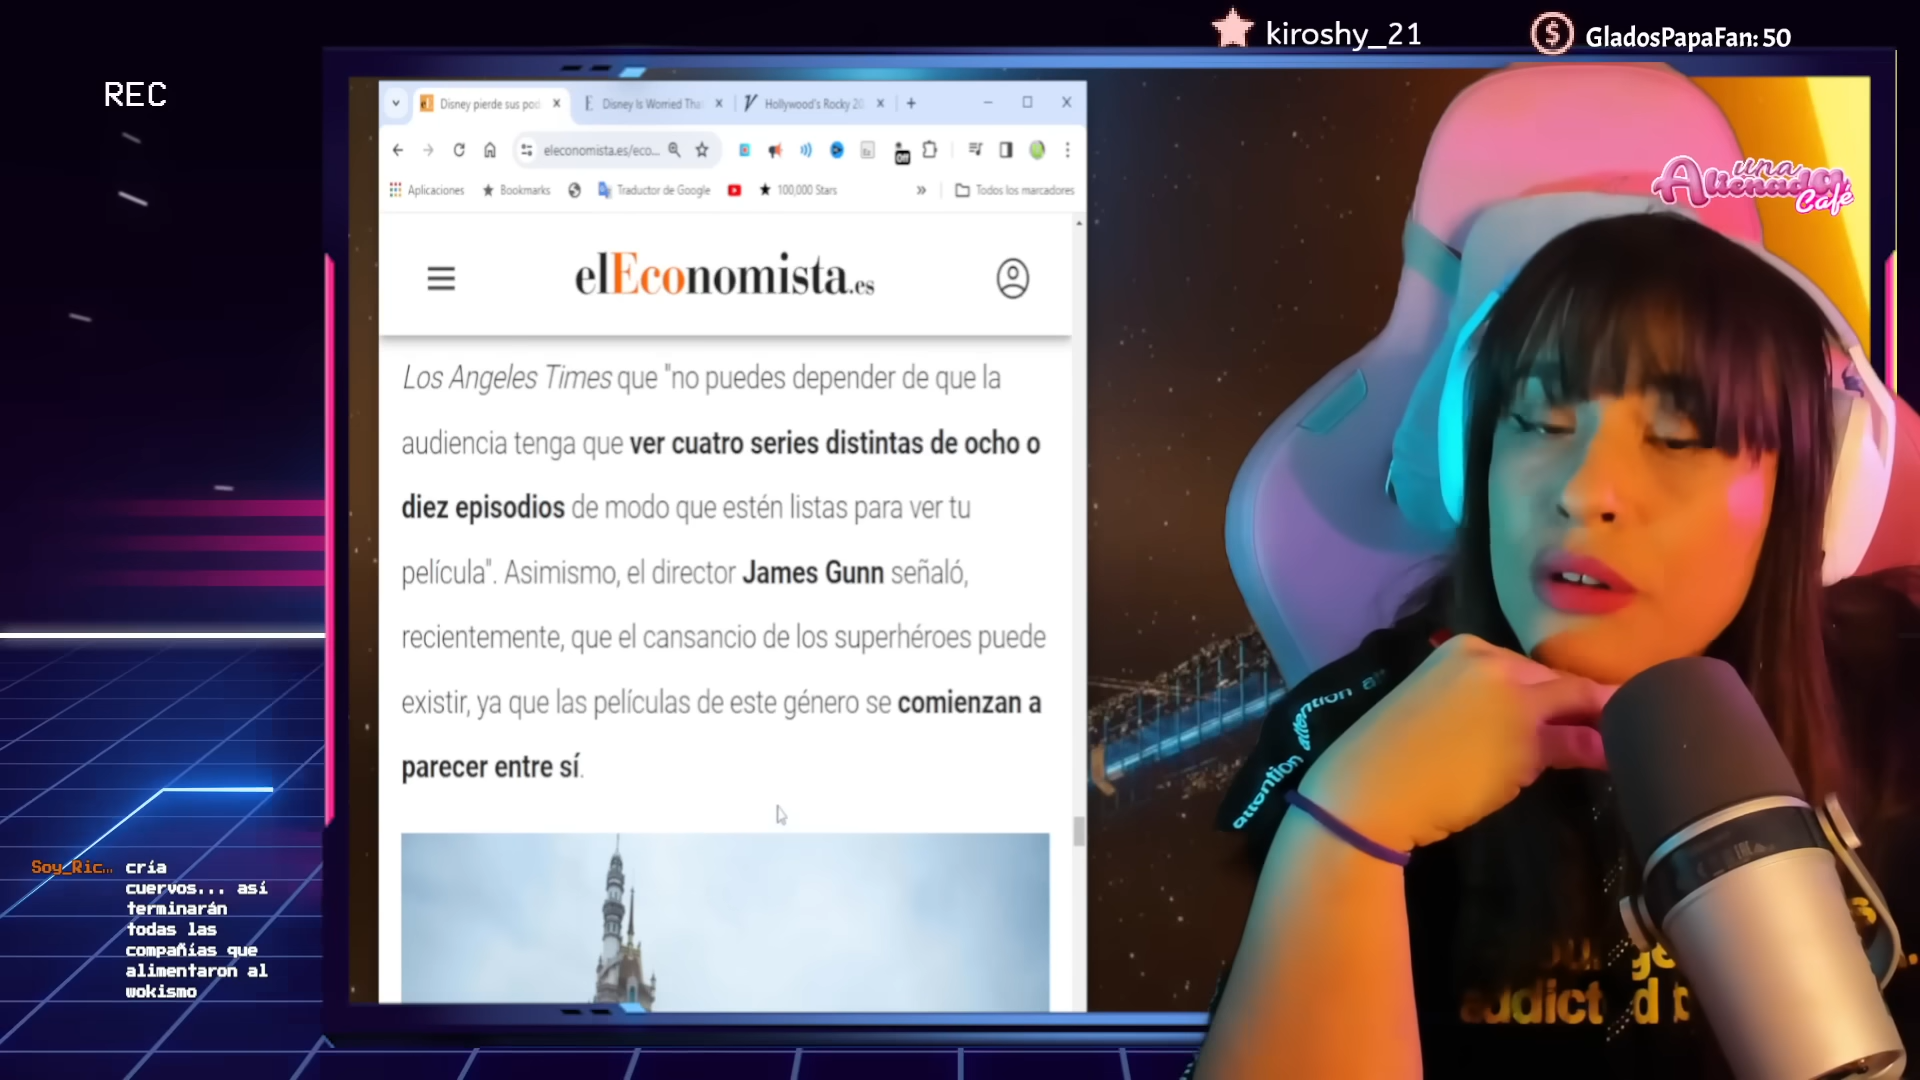 kiroshy_21
GladosPapaFan: 50
REC
Disney pierde sus pod
Disney Is Worried Tha
Hollywood's Rocky 20
eleconomista.es/eco...
Off
Aplicaciones
Bookmarks
Traductor de Google
100,000 Stars
Todos los marcadores
una
Alienada
Café
elEconomista.es
Los Angeles Times que "no puedes depender de que la
audiencia tenga que ver cuatro series distintas de ocho o
diez episodios de modo que estén listas para ver tu
película". Asimismo, el director James Gunn señaló,
recientemente, que el cansancio de los superhéroes puede
existir, ya que las películas de este género se comienzan a
parecer entre sí.
attention attention
Soy_Ric… cría
cuervos... así
terminarán
todas las
compañías que
alimentaron al
wokismo